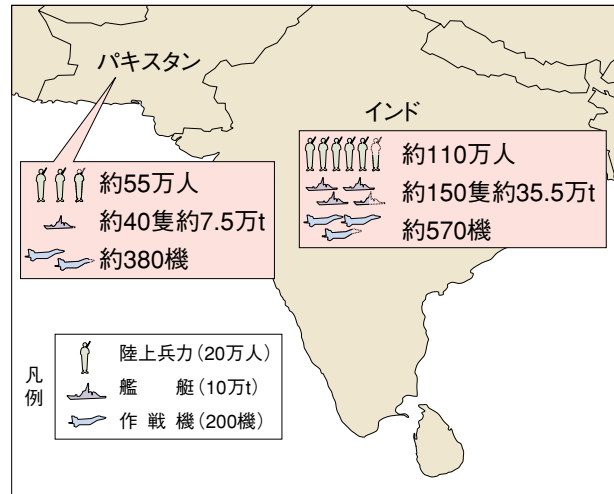 パキスタン
約55万人
約40隻約7.5万t
約380機
インド
約110万人
約150隻約35.5万t
約570機
凡例
陸上兵力(20万人)
艦 艇(10万t)
作 戦 機(200機)